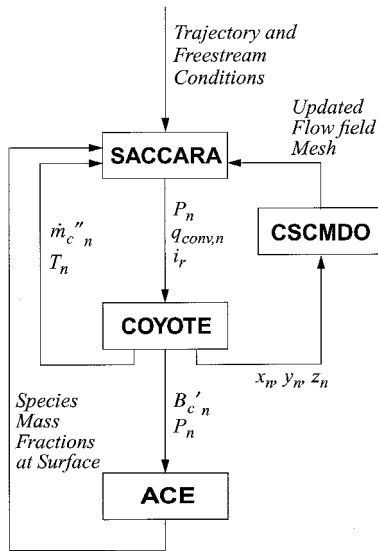 Trajectory and
Freestream
Conditions
Updated
Flow field
Mesh
SACCARA
ṁc″n
Tn
Pn
qconv,n
ir
CSCMDO
COYOTE
xn, yn, zn
Species
Mass
Fractions
at Surface
Bc′n
Pn
ACE